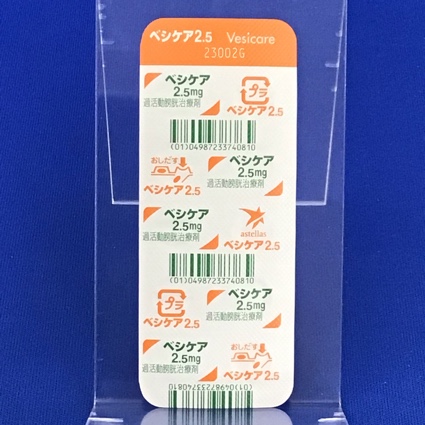 ベシケア2.5 Vesicare
23002G
ベシケア
2.5mg
過活動膀胱治療剤
プラ
ベシケア2.5
(01)04987233740810
おしだす
ベシケア2.5
ベシケア
2.5mg
過活動膀胱治療剤
ベシケア
2.5mg
過活動膀胱治療剤
astellas
ベシケア2.5
(01)04987233740810
プラ
ベシケア2.5
ベシケア
2.5mg
過活動膀胱治療剤
ベシケア
2.5mg
過活動膀胱治療剤
おしだす
ベシケア2.5
(01)04987233740810